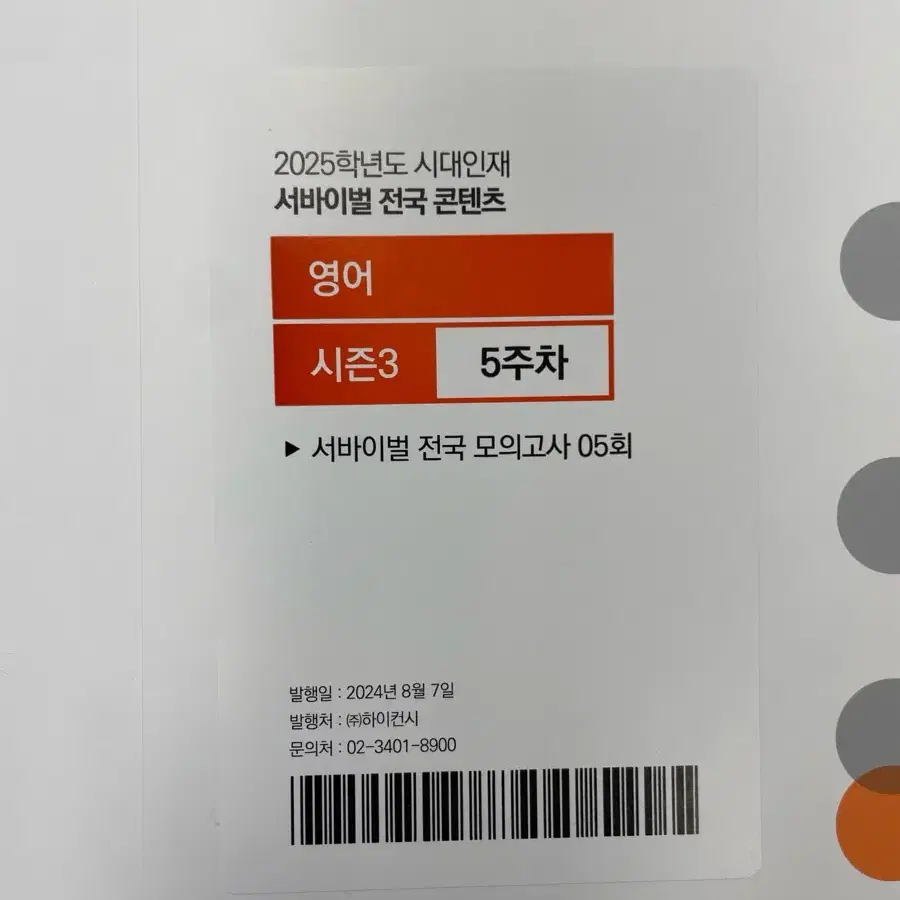 2025학년도 시대인재
서바이벌 전국 콘텐츠
영어
시즌3 5주차
▶ 서바이벌 전국 모의고사 05회
발행일 : 2024년 8월 7일
발행처 : ㈜하이컨시
문의처 : 02-3401-8900